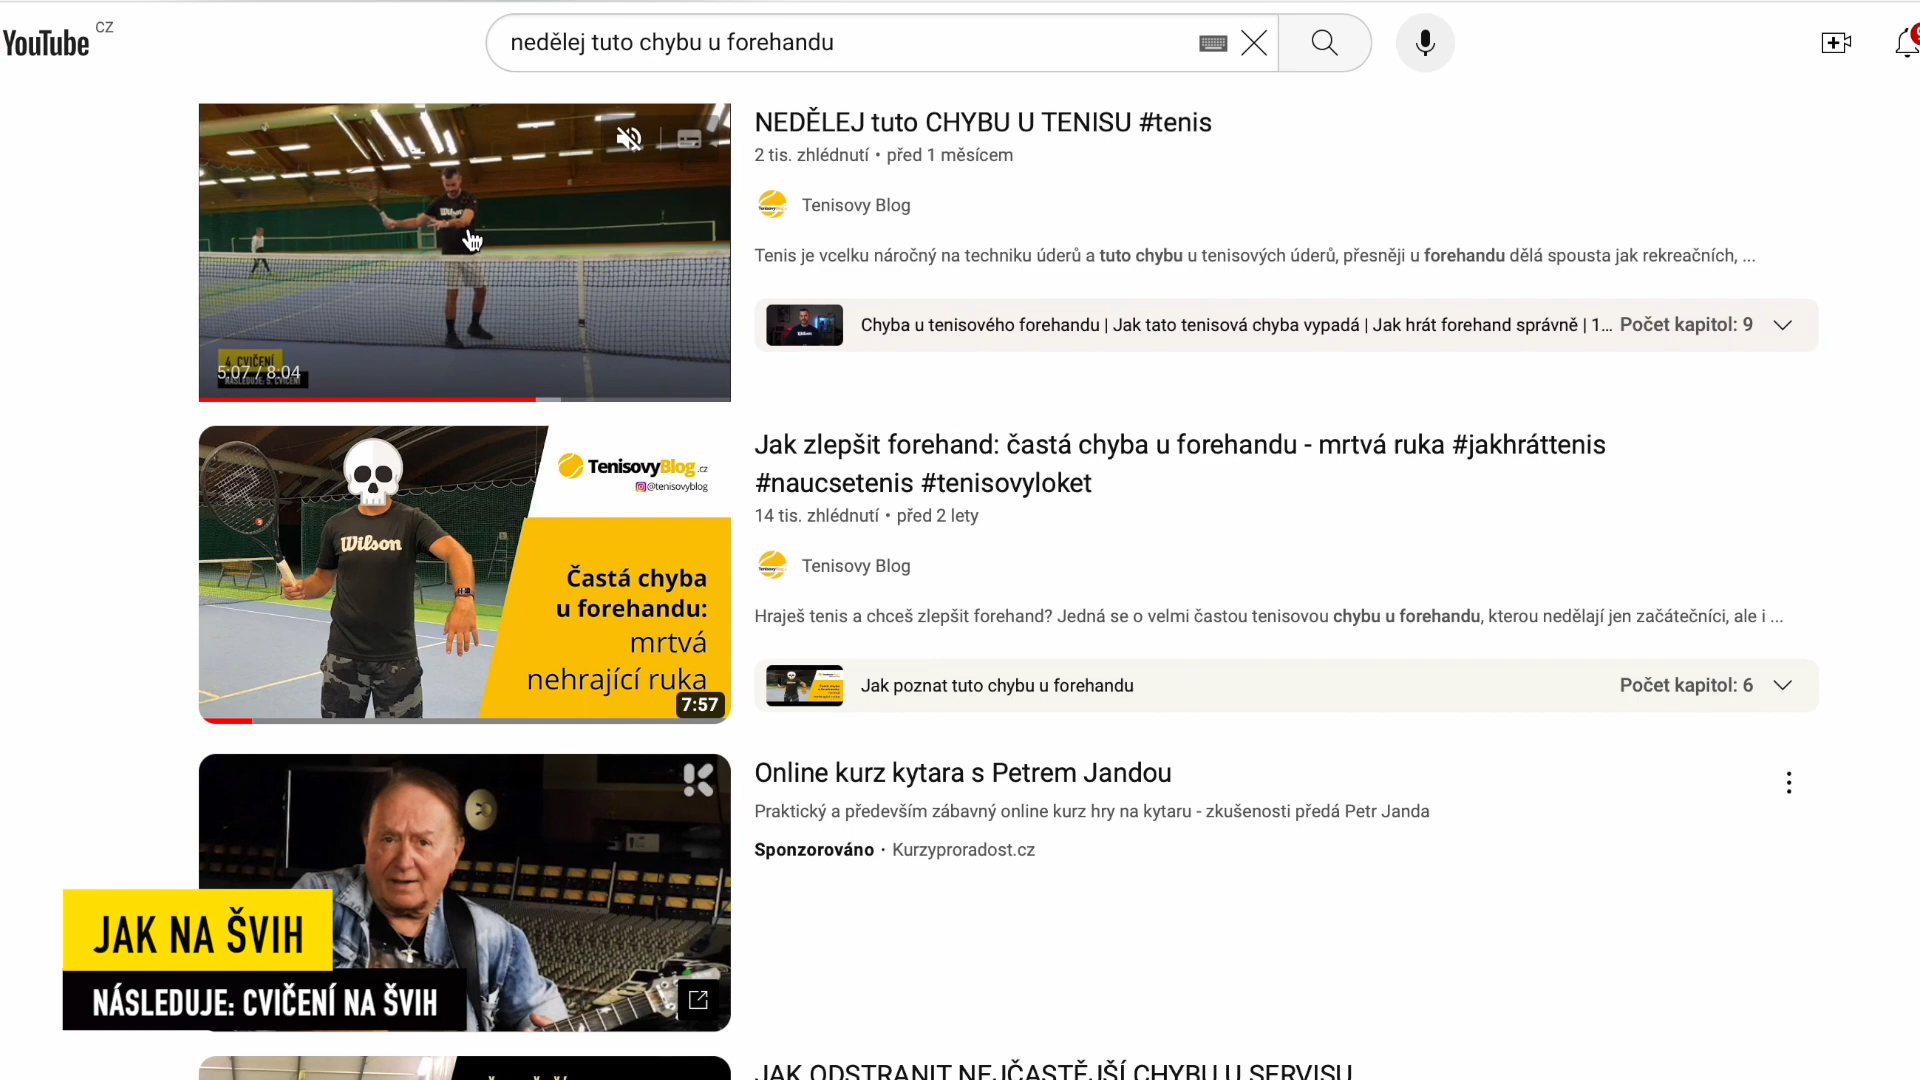 YouTube CZ
nedělej tuto chybu u forehandu
NEDĚLEJ tuto CHYBU U TENISU #tenis
2 tis. zhlédnutí • před 1 měsícem
Tenisovy Blog
Tenis je vcelku náročný na techniku úderů a tuto chybu u tenisových úderů, přesněji u forehandu dělá spousta jak rekreačních, ...
Chyba u tenisového forehandu | Jak tato tenisová chyba vypadá | Jak hrát forehand správně | 1... Počet kapitol: 9
Wilson
4. CVIČENÍ
NÁSLEDUJE: 5. CVIČENÍ
5:07 / 8:04
Jak zlepšit forehand: častá chyba u forehandu - mrtvá ruka #jakhráttenis
#naucsetenis #tenisovyloket
14 tis. zhlédnutí • před 2 lety
Tenisovy Blog
Hraješ tenis a chceš zlepšit forehand? Jedná se o velmi častou tenisovou chybu u forehandu, kterou nedělají jen začátečníci, ale i ...
Jak poznat tuto chybu u forehandu Počet kapitol: 6
TenisovyBlog.cz
@tenisovyblog
Wilson
Častá chyba
u forehandu:
mrtvá
nehrající ruka
7:57
Online kurz kytara s Petrem Jandou
Praktický a především zábavný online kurz hry na kytaru - zkušenosti předá Petr Janda
Sponzorováno · Kurzyproradost.cz
JAK NA ŠVIH
NÁSLEDUJE: CVIČENÍ NA ŠVIH
JAK ODSTRANIT NEJČASTĚJŠÍ CHYBU U SERVISU